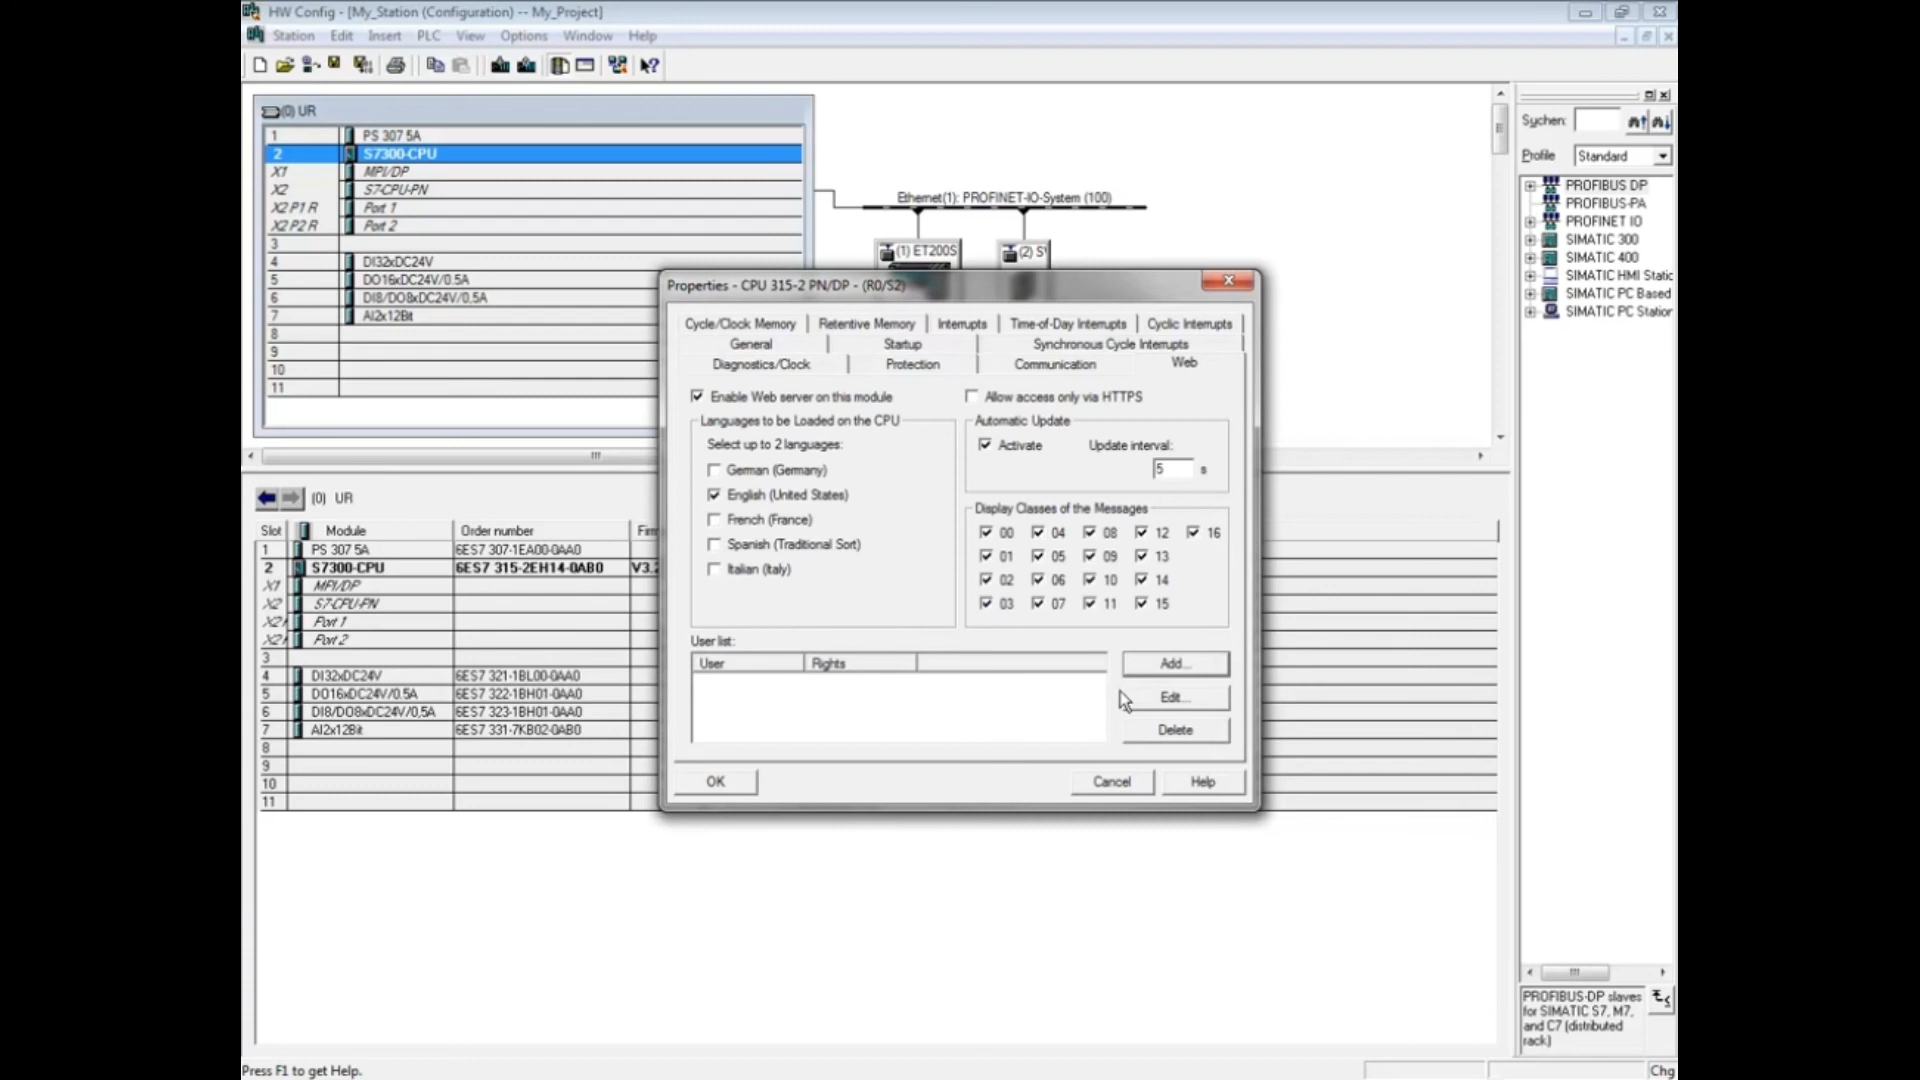 HW Config - [My_Station (Configuration) -- My_Project]
Station Edit Insert PLC View Options Window Help
(0) UR
1 PS 307 5A
2 S7300-CPU
X1 MPI/DP
X2 S7-CPU-PN
X2 P1 R Port 1
X2 P2 R Port 2
3
4 DI32xDC24V
5 DO16xDC24V/0.5A
6 DI8/DO8xDC24V/0,5A
7 AI2x12Bit
8
9
10
11
Ethernet(1): PROFINET-IO-System (100)
(1) ET200S
(2) SY
Suchen:
Profile Standard
PROFIBUS DP
PROFIBUS-PA
PROFINET IO
SIMATIC 300
SIMATIC 400
SIMATIC HMI Static
SIMATIC PC Based
SIMATIC PC Station
Properties - CPU 315-2 PN/DP - (R0/S2)
Cycle/Clock Memory Retentive Memory Interrupts Time-of-Day Interrupts Cyclic Interrupts
General Startup Synchronous Cycle Interrupts
Diagnostics/Clock Protection Communication Web
Enable Web server on this module
Allow access only via HTTPS
Languages to be Loaded on the CPU
Select up to 2 languages:
German (Germany)
English (United States)
French (France)
Spanish (Traditional Sort)
Italian (Italy)
Automatic Update
Activate Update interval:
5 s
Display Classes of the Messages
00 04 08 12 16
01 05 09 13
02 06 10 14
03 07 11 15
User list:
User Rights
Add...
Edit...
Delete
OK Cancel Help
(0) UR
Slot Module Order number Firm
1 PS 307 5A 6ES7 307-1EA00-0AA0
2 S7300-CPU 6ES7 315-2EH14-0AB0 V3.2
X1 MPI/DP
X2 S7-CPU-PN
X2 Port 1
X2 Port 2
3
4 DI32xDC24V 6ES7 321-1BL00-0AA0
5 DO16xDC24V/0.5A 6ES7 322-1BH01-0AA0
6 DI8/DO8xDC24V/0,5A 6ES7 323-1BH01-0AA0
7 AI2x12Bit 6ES7 331-7KB02-0AB0
8
9
10
11
PROFIBUS-DP slaves
for SIMATIC S7, M7,
and C7 (distributed
rack)
Press F1 to get Help.
Chg